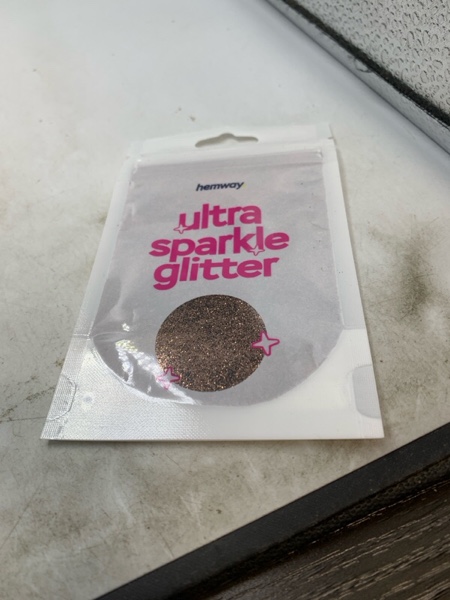 hemway
ultra
sparkle
glitter